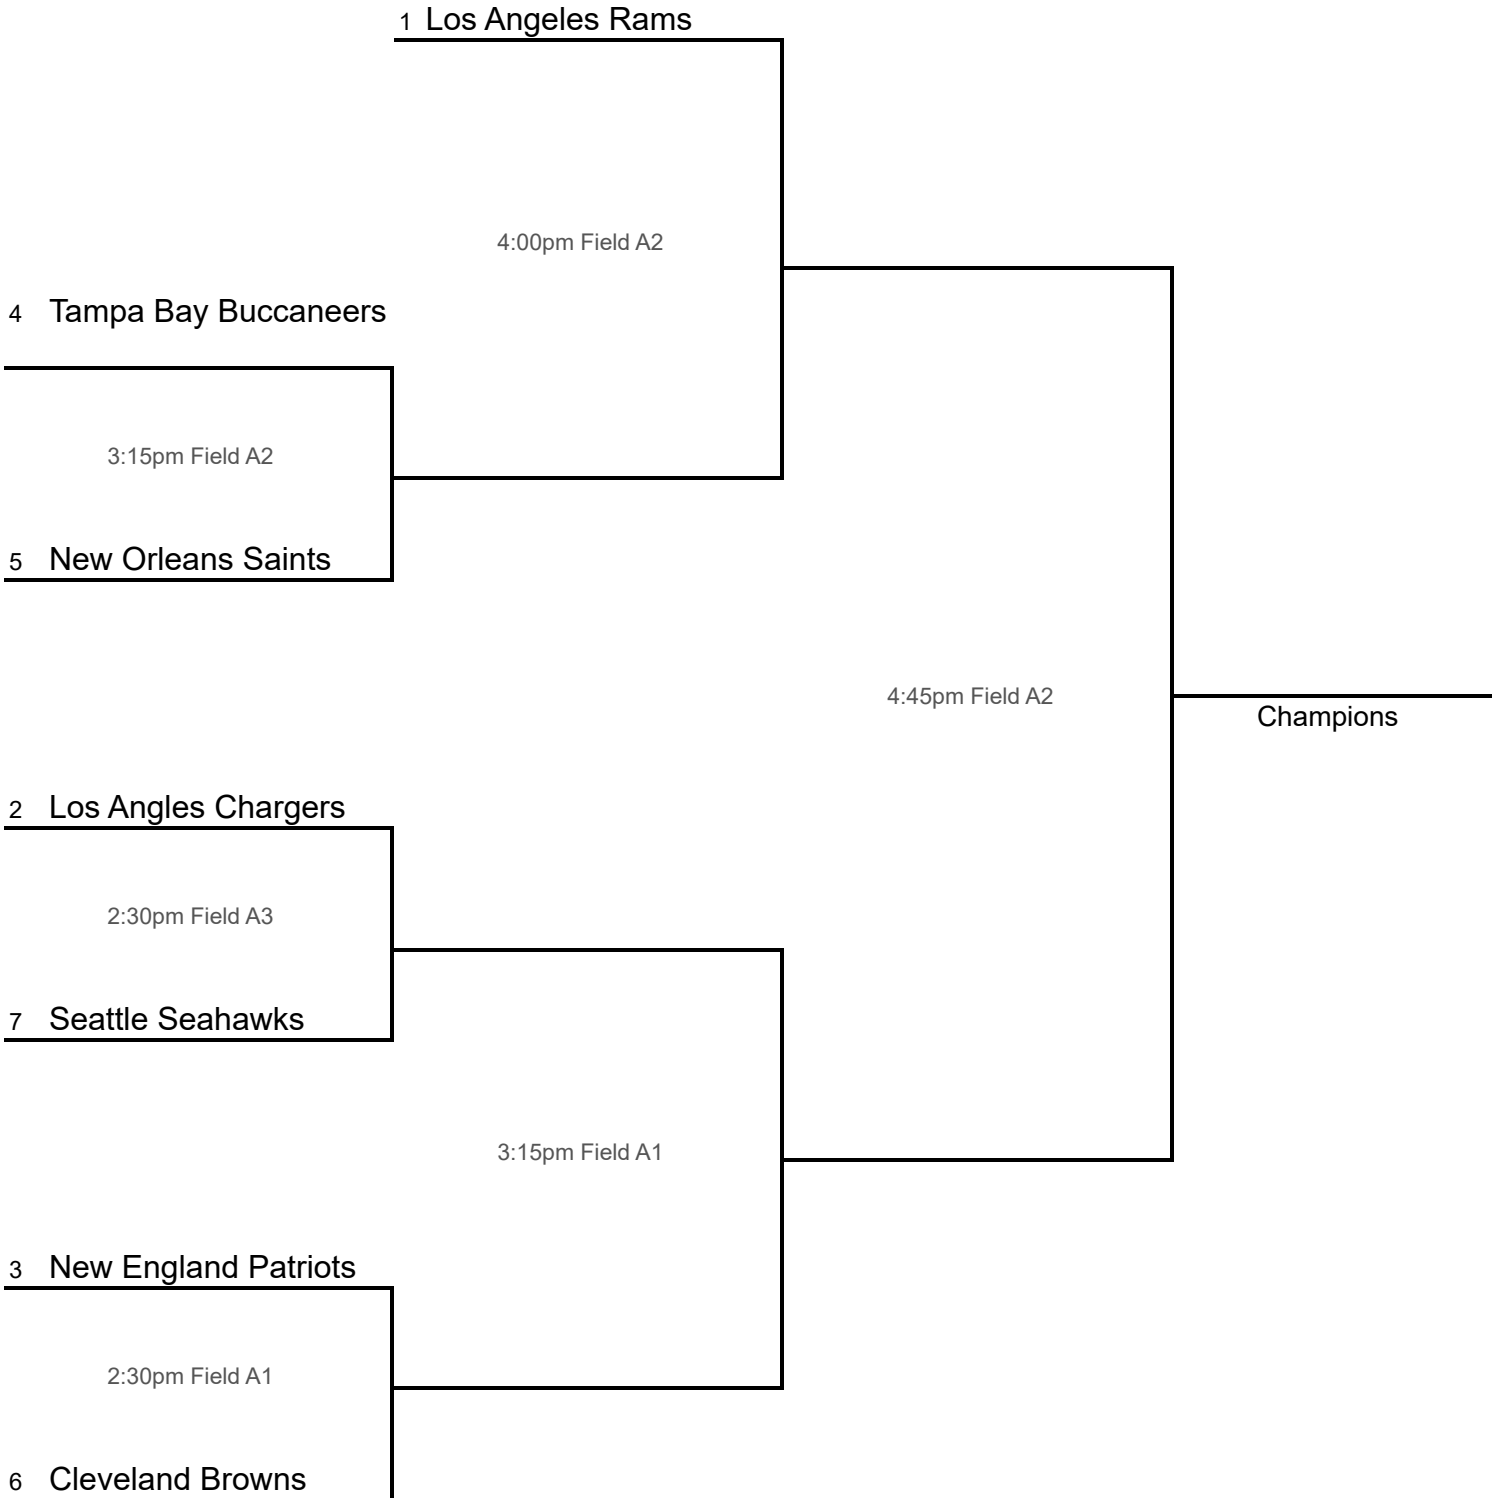 1 Los Angeles Rams
4:00pm Field A2
4 Tampa Bay Buccaneers
3:15pm Field A2
5 New Orleans Saints
4:45pm Field A2
Champions
2 Los Angles Chargers
2:30pm Field A3
7 Seattle Seahawks
3:15pm Field A1
3 New England Patriots
2:30pm Field A1
6 Cleveland Browns